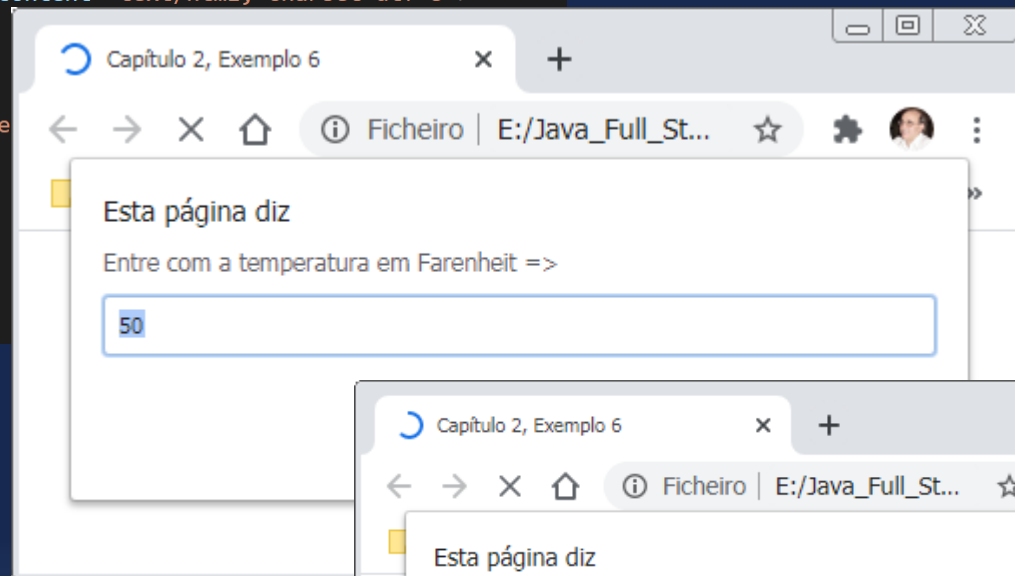 Capítulo 2, Exemplo 6
Ficheiro E:/Java_Full_St...
»
Esta página diz
Entre com a temperatura em Farenheit =>
50
Capítulo 2, Exemplo 6
Ficheiro E:/Java_Full_St...
Esta página diz